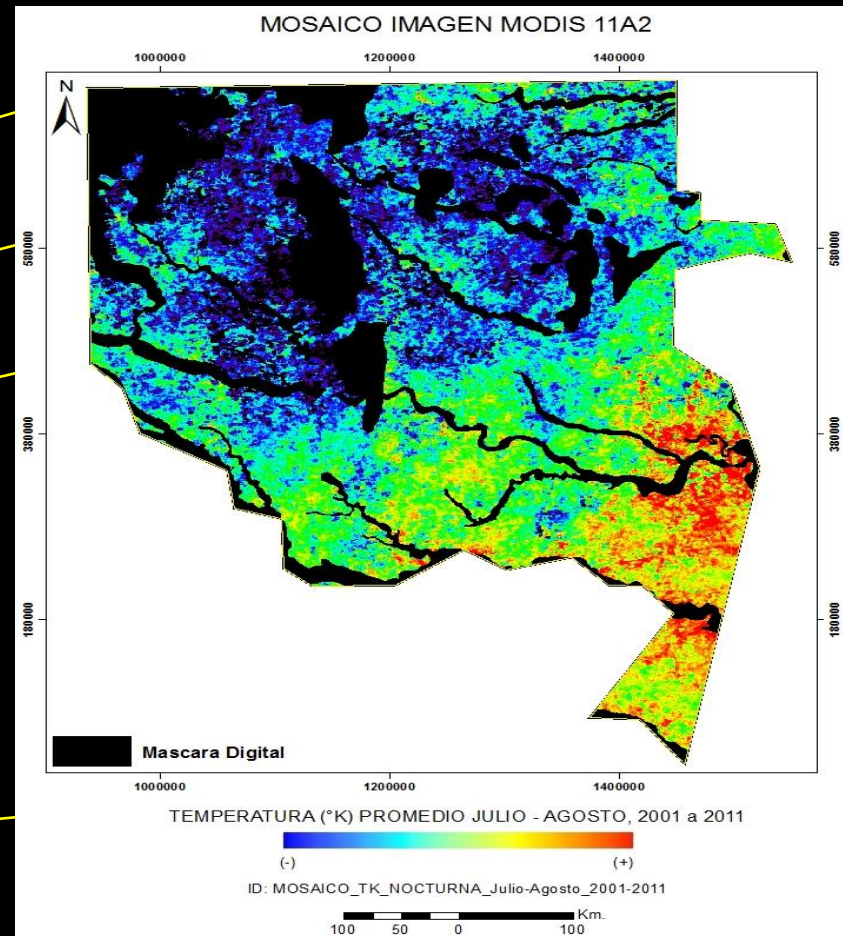 MOSAICO IMAGEN MODIS 11A2
1000000 1200000 1400000
N
580000 580000
380000 380000
180000 180000
Mascara Digital
1000000 1200000 1400000
TEMPERATURA (°K) PROMEDIO JULIO - AGOSTO, 2001 a 2011
(-) (+)
ID: MOSAICO_TK_NOCTURNA_Julio-Agosto_2001-2011
Km.
100 50 0 100